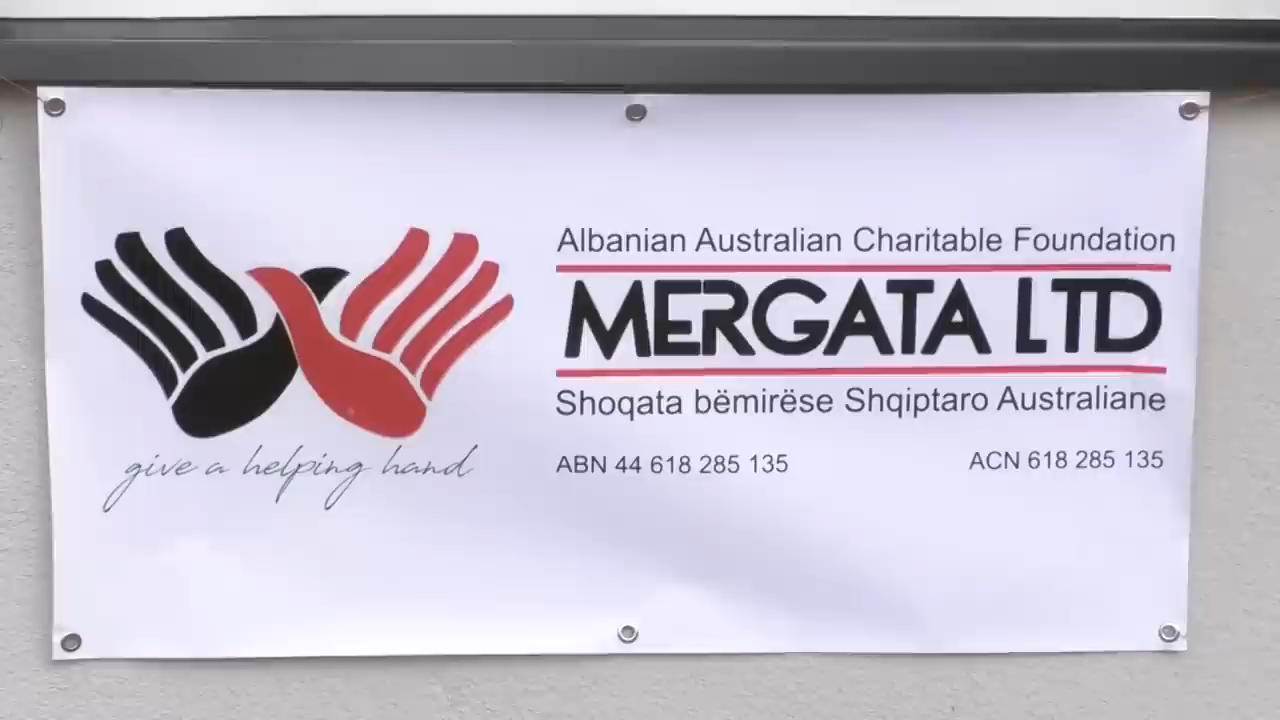 Albanian Australian Charitable Foundation
MERGATA LTD
Shoqata bëmirëse Shqiptaro Australiane
ABN 44 618 285 135 ACN 618 285 135
give a helping hand